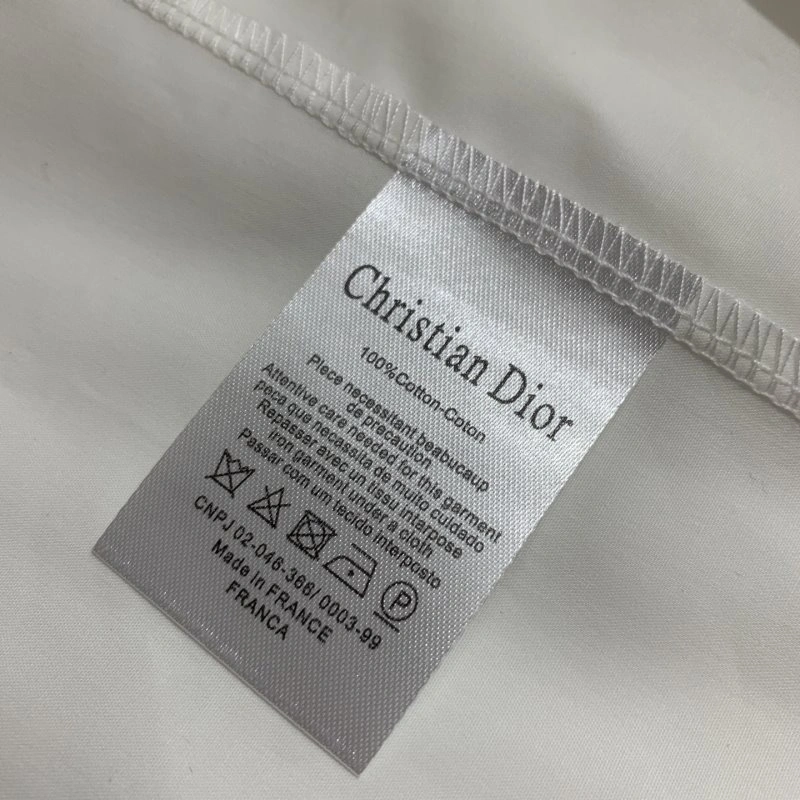 Christian Dior
100%Cotton-Coton
Piece necessitant beabucaup
de precaution
Attentive care needed for this garment
peca que necassita de muito cuidado
Repasser avec un tissu interpose
iron garment under a cloth
Passar com um tecido interposto
P
CNPJ 02-046-366/ 0003-99
Made in FRANCE
FRANCA